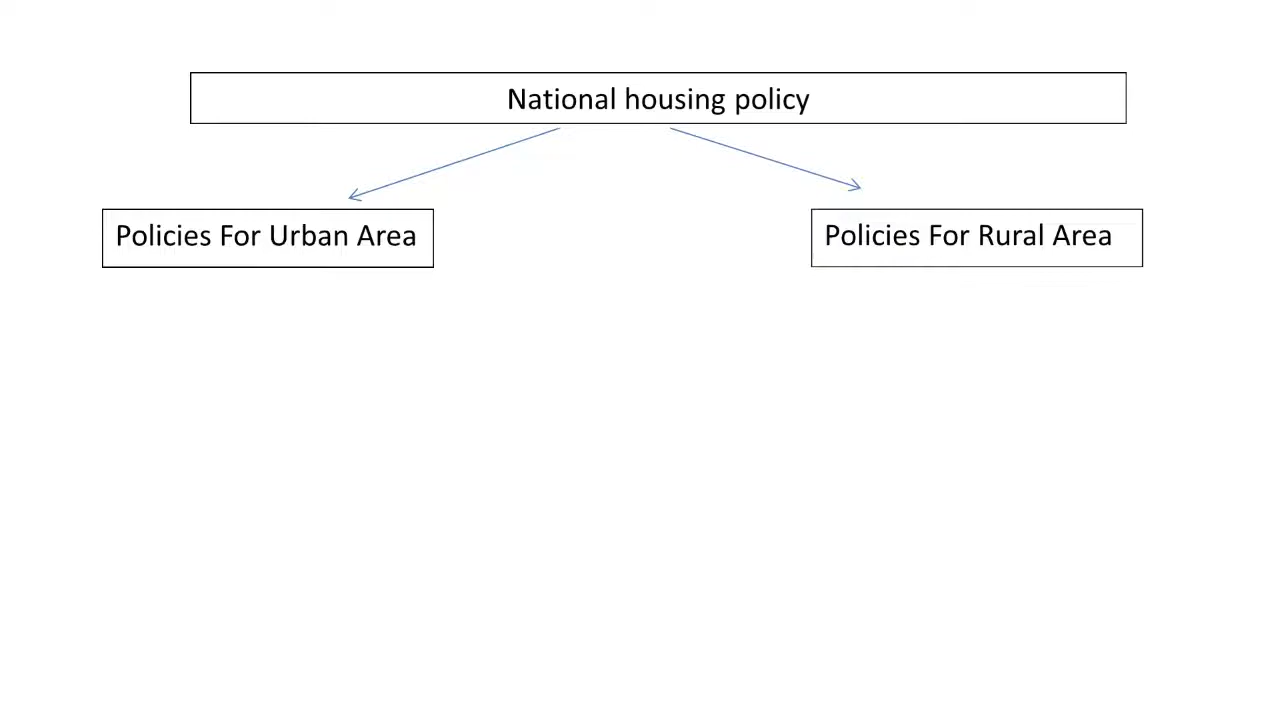 National housing policy
Policies For Urban Area
Policies For Rural Area